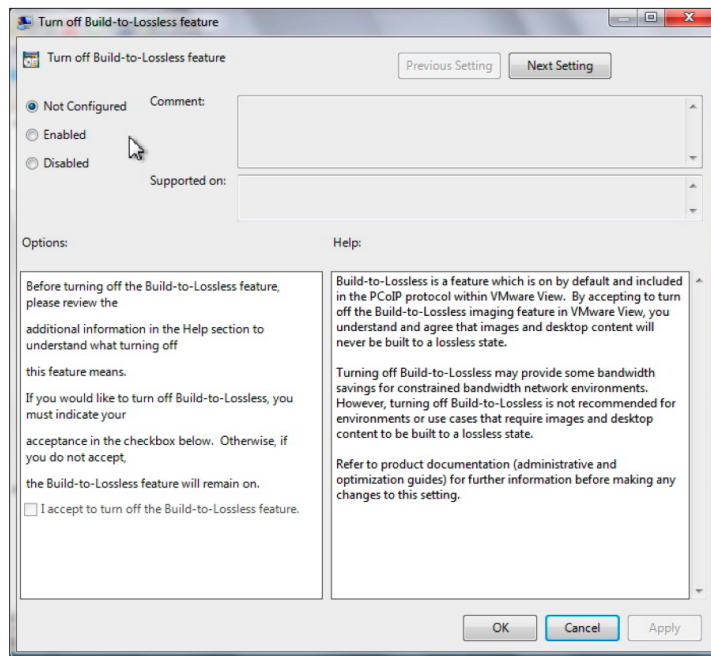 Turn off Build-to-Lossless feature
Turn off Build-to-Lossless feature
Previous Setting
Next Setting
Not Configured
Comment:
Enabled
Disabled
Supported on:
Options:
Help:
Before turning off the Build-to-Lossless feature,
please review the
additional information in the Help section to
understand what turning off
this feature means.
If you would like to turn off Build-to-Lossless, you
must indicate your
acceptance in the checkbox below.  Otherwise, if
you do not accept,
the Build-to-Lossless feature will remain on.
I accept to turn off the Build-to-Lossless feature.
Build-to-Lossless is a feature which is on by default and included
in the PCoIP protocol within VMware View.  By accepting to turn
off the Build-to-Lossless imaging feature in VMware View, you
understand and agree that images and desktop content will
never be built to a lossless state.
Turning off Build-to-Lossless may provide some bandwidth
savings for constrained bandwidth network environments.
However, turning off Build-to-Lossless is not recommended for
environments or use cases that require images and desktop
content to be built to a lossless state.
Refer to product documentation (administrative and
optimization guides) for further information before making any
changes to this setting.
OK
Cancel
Apply